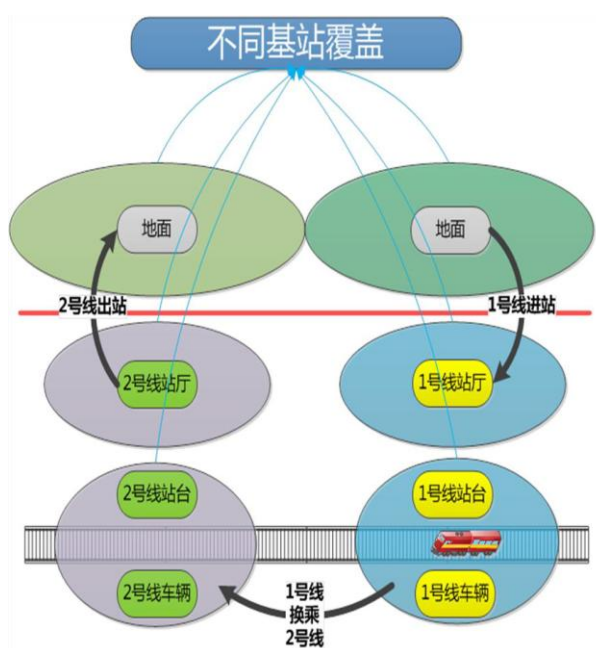 不同基站覆盖
地面
地面
2号线出站
1号线进站
2号线站厅
1号线站厅
2号线站台
1号线站台
2号线车辆
1号线
换乘
2号线
1号线车辆